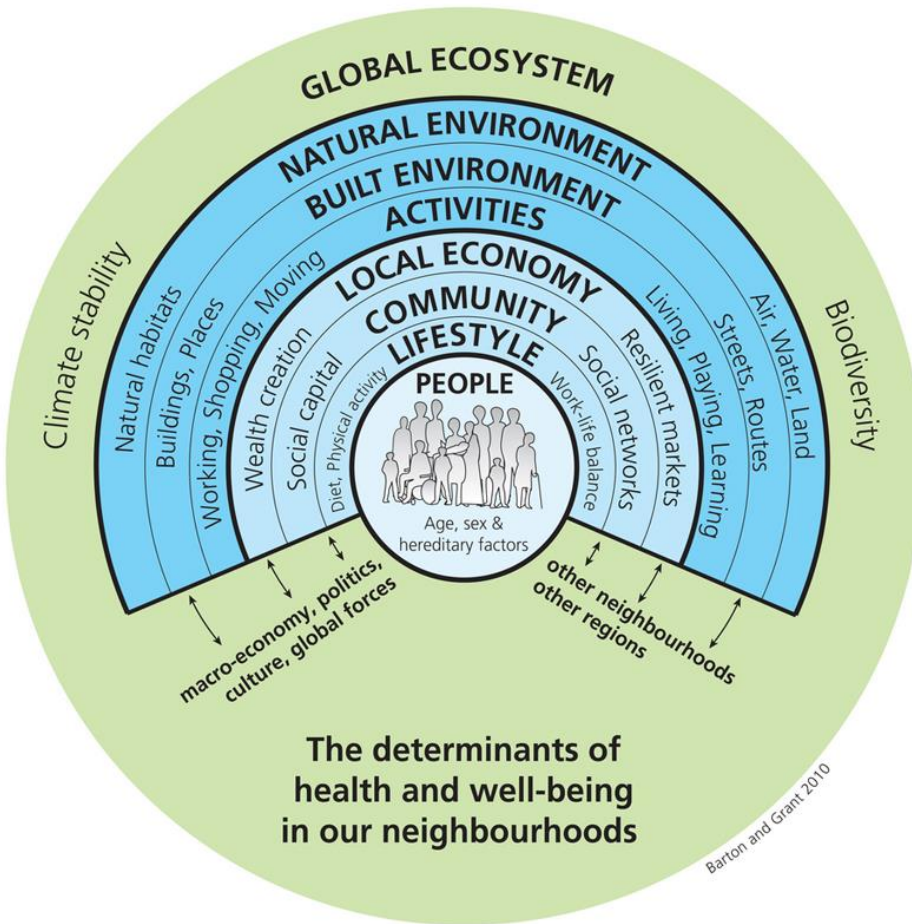 GLOBAL ECOSYSTEM
NATURAL ENVIRONMENT
BUILT ENVIRONMENT
ACTIVITIES
LOCAL ECONOMY
COMMUNITY
LIFESTYLE
PEOPLE
Age, sex &
hereditary factors
Climate stability
Natural habitats
Buildings, Places
Working, Shopping, Moving
Wealth creation
Social capital
Diet, Physical activity
Work-life balance
Social networks
Resilient markets
Living, Playing, Learning
Streets, Routes
Air, Water, Land
Biodiversity
macro-economy, politics,
culture, global forces
other neighbourhoods
other regions
The determinants of
health and well-being
in our neighbourhoods
Barton and Grant 2010